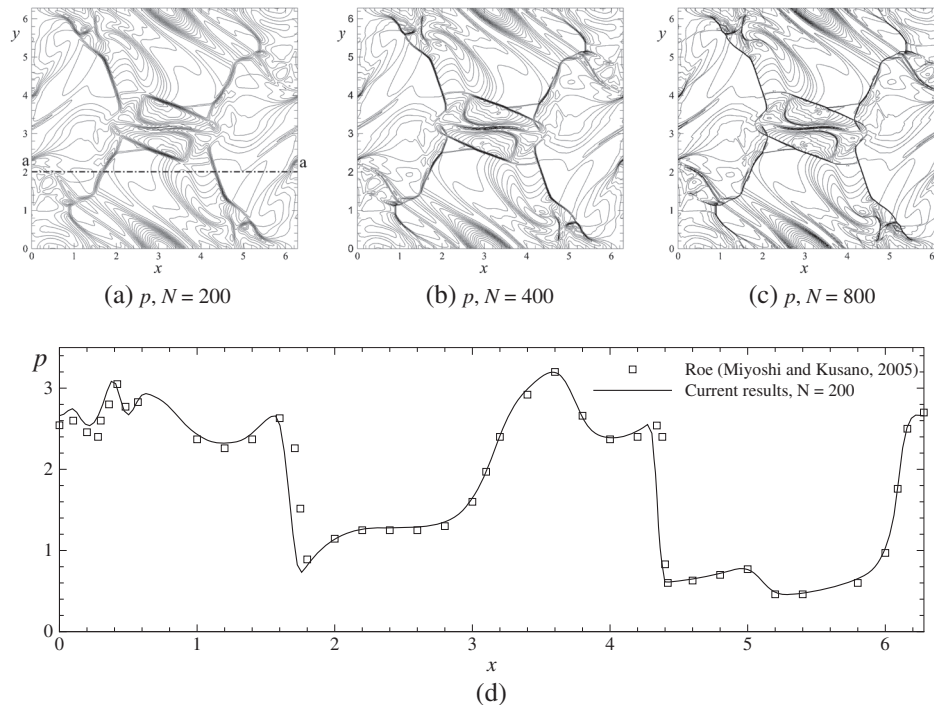 y
6
5
4
3
2
1
0
a
a
0 1 2 3 4 5 6
x
(a) p, N = 200
y
6
5
4
3
2
1
0
0 1 2 3 4 5 6
x
(b) p, N = 400
y
6
5
4
3
2
1
0
0 1 2 3 4 5 6
x
(c) p, N = 800
p
3
2
1
0
Roe (Miyoshi and Kusano, 2005)
Current results, N = 200
0 1 2 3 4 5 6
x
(d)